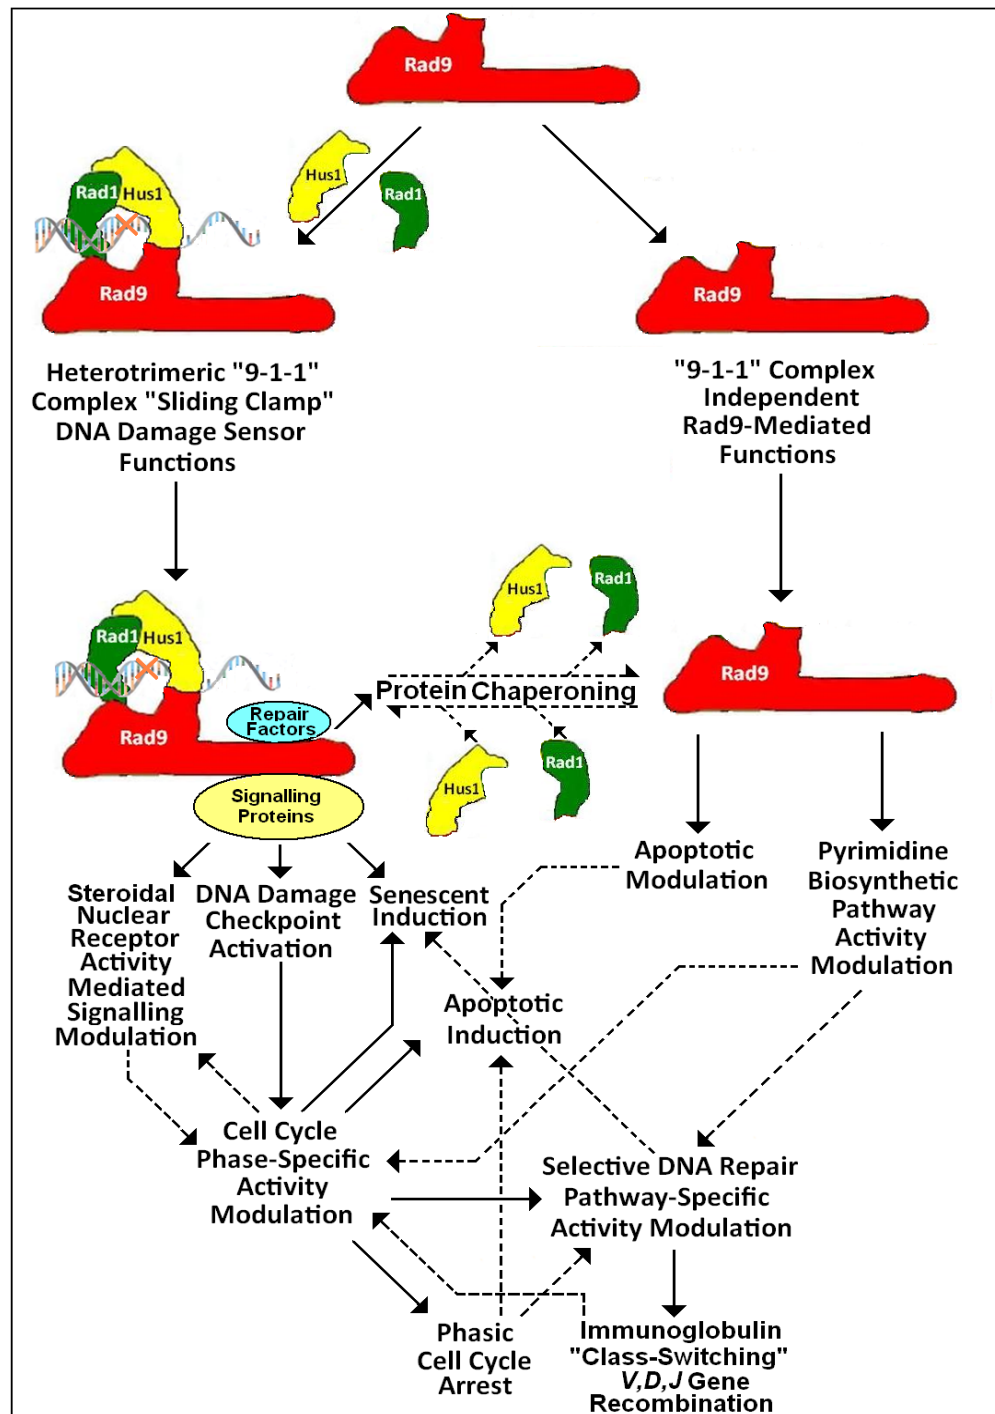 Rad9
Hus1
Rad1
Rad1
Hus1
Rad9
Rad9
Heterotrimeric "9-1-1"
Complex "Sliding Clamp"
DNA Damage Sensor
Functions
"9-1-1" Complex
Independent
Rad9-Mediated
Functions
Hus1
Rad1
Rad1
Hus1
Rad9
Repair
Factors
Signalling
Proteins
Protein Chaperoning
Hus1
Rad1
Rad9
Apoptotic
Modulation
Pyrimidine
Biosynthetic
Pathway
Activity
Modulation
Steroidal
Nuclear
Receptor
Activity
Mediated
Signalling
Modulation
DNA Damage
Checkpoint
Activation
Senescent
Induction
Apoptotic
Induction
Cell Cycle
Phase-Specific
Activity
Modulation
Selective DNA Repair
Pathway-Specific
Activity Modulation
Phasic
Cell Cycle
Arrest
Immunoglobulin
"Class-Switching"
V,D,J Gene
Recombination